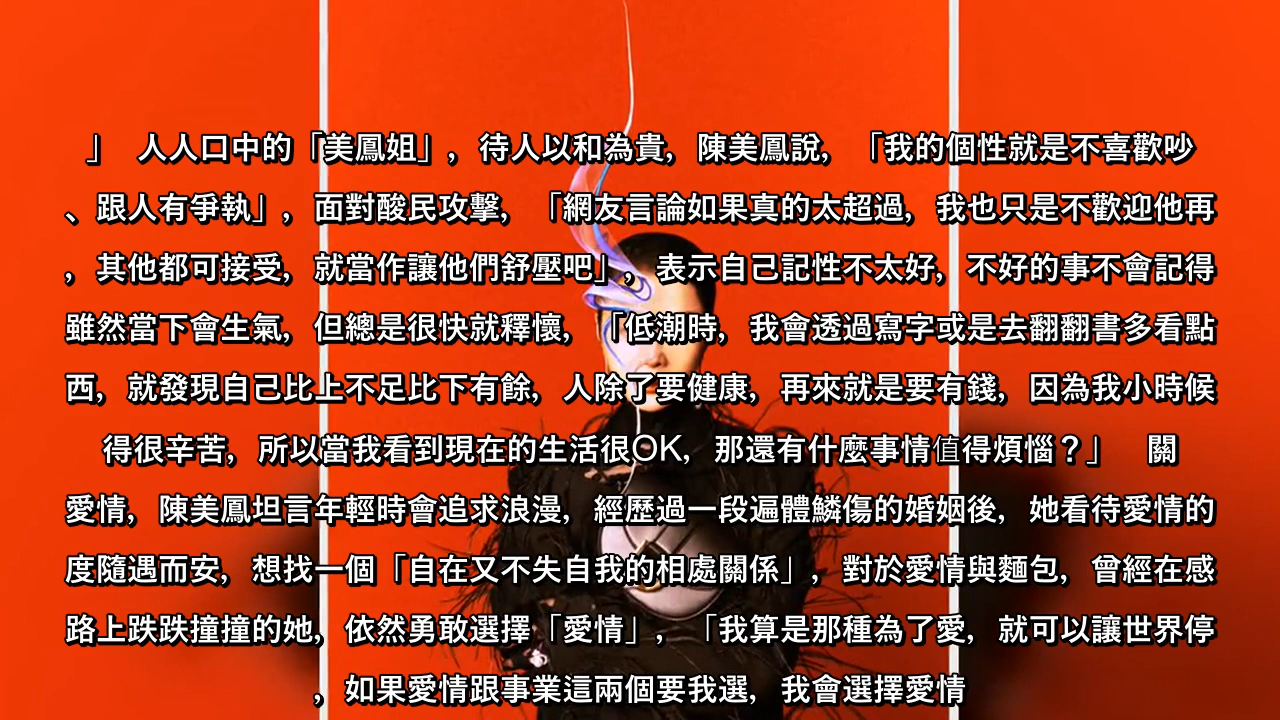 」 人人口中的「美鳳姐」，待人以和為貴，陳美鳳說，「我的個性就是不喜歡吵
、跟人有爭執」，面對酸民攻擊，「網友言論如果真的太超過，我也只是不歡迎他再
，其他都可接受，就當作讓他們舒壓吧」，表示自己記性不太好，不好的事不會記得
雖然當下會生氣，但總是很快就釋懷，「低潮時，我會透過寫字或是去翻翻書多看點
西，就發現自己比上不足比下有餘，人除了要健康，再來就是要有錢，因為我小時候
得很辛苦，所以當我看到現在的生活很OK，那還有什麼事情值得煩惱？」 關
愛情，陳美鳳坦言年輕時會追求浪漫，經歷過一段遍體鱗傷的婚姻後，她看待愛情的
度隨遇而安，想找一個「自在又不失自我的相處關係」，對於愛情與麵包，曾經在感
路上跌跌撞撞的她，依然勇敢選擇「愛情」，「我算是那種為了愛，就可以讓世界停
，如果愛情跟事業這兩個要我選，我會選擇愛情